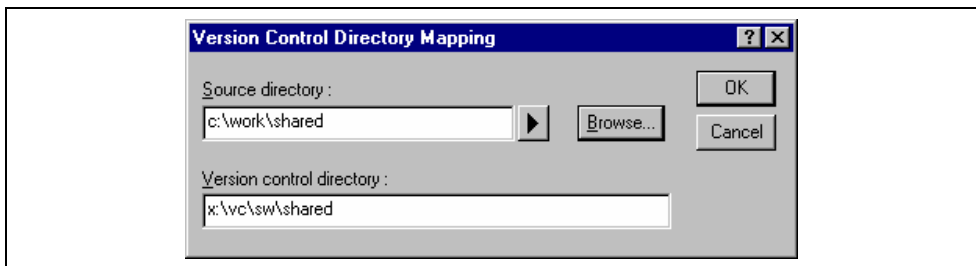 Version Control Directory Mapping
Source directory :
OK
c:\work\shared
Browse...
Cancel
Version control directory :
x:\vc\sw\shared